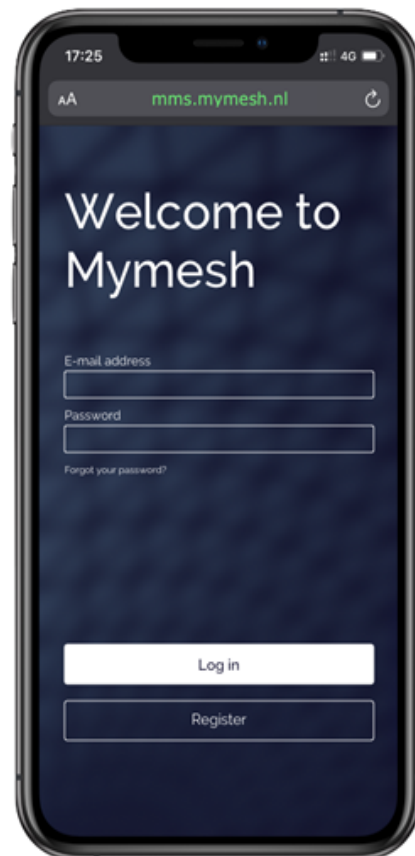 17:25
4G
AA
mms.mymesh.nl
Welcome to
Mymesh
E-mail address
Password
Forgot your password?
Log in
Register